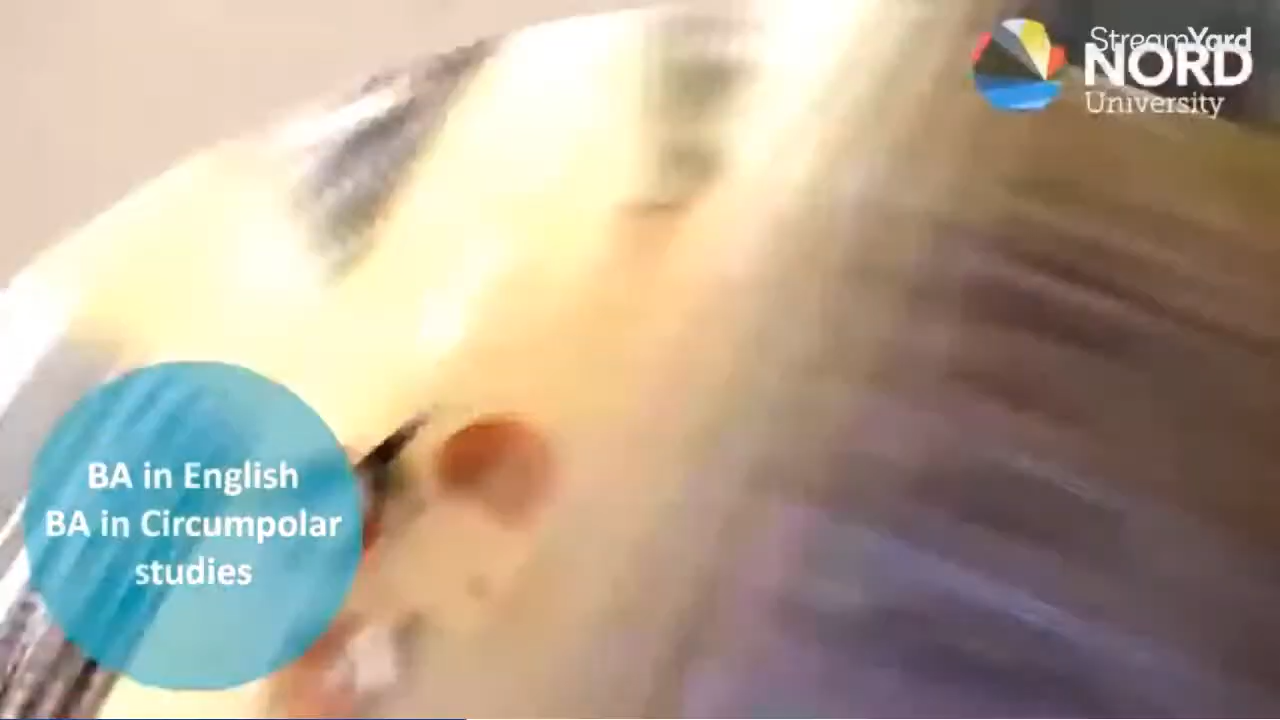 StreamYard
NORD
University
BA in English
BA in Circumpolar
studies